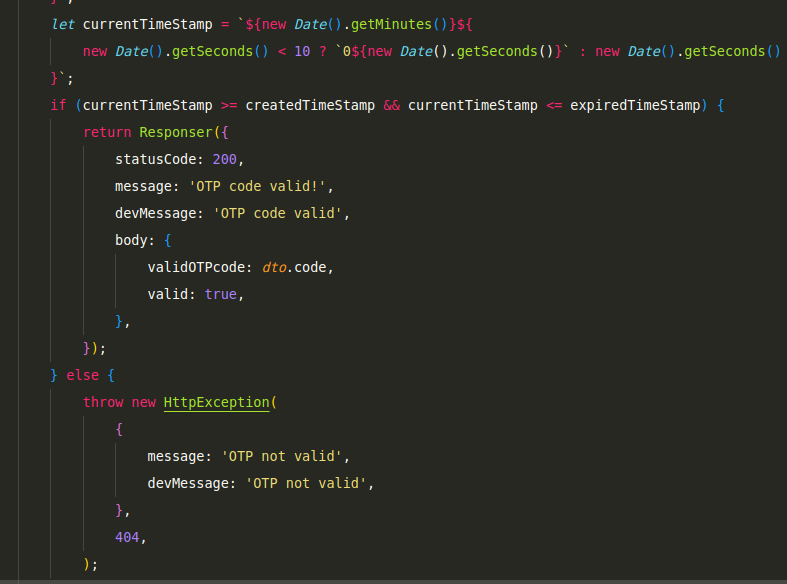 let currentTimeStamp = `${new Date().getMinutes()}${
new Date().getSeconds() < 10 ? `0${new Date().getSeconds()}` : new Date().getSeconds()
}`;
if (currentTimeStamp >= createdTimeStamp && currentTimeStamp <= expiredTimeStamp) {
return Responser({
statusCode: 200,
message: 'OTP code valid!',
devMessage: 'OTP code valid',
body: {
validOTPcode: dto.code,
valid: true,
},
});
} else {
throw new HttpException(
{
message: 'OTP not valid',
devMessage: 'OTP not valid',
},
404,
);